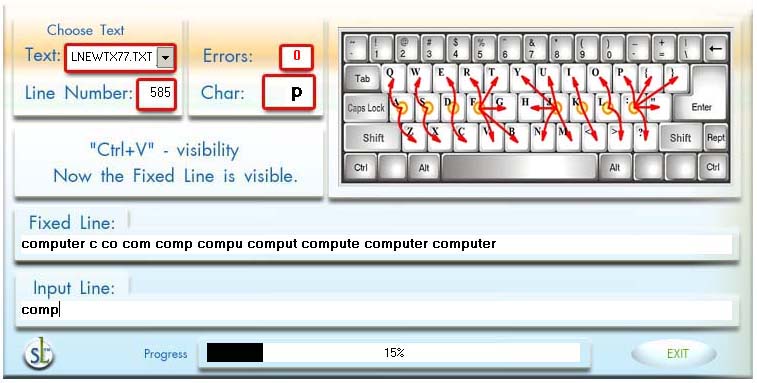 Choose Text
Text: LNEWTX77.TXT
Errors: 0
Line Number: 585
Char: p
"Ctrl+V" - visibility
Now the Fixed Line is visible.
~ ! @ # $ % ^ & * ( ) _ + |
` 1 2 3 4 5 6 7 8 9 0 - = \ ←
Tab Q W E R T Y U I O P { }
Caps Lock A S D F G H J K L : " Enter
Shift Z X C V B N M < > ? Shift Rept
Ctrl Alt Alt Ctrl
Fixed Line:
computer c co com comp compu comput compute computer computer
Input Line:
comp
SL
Progress 15% EXIT